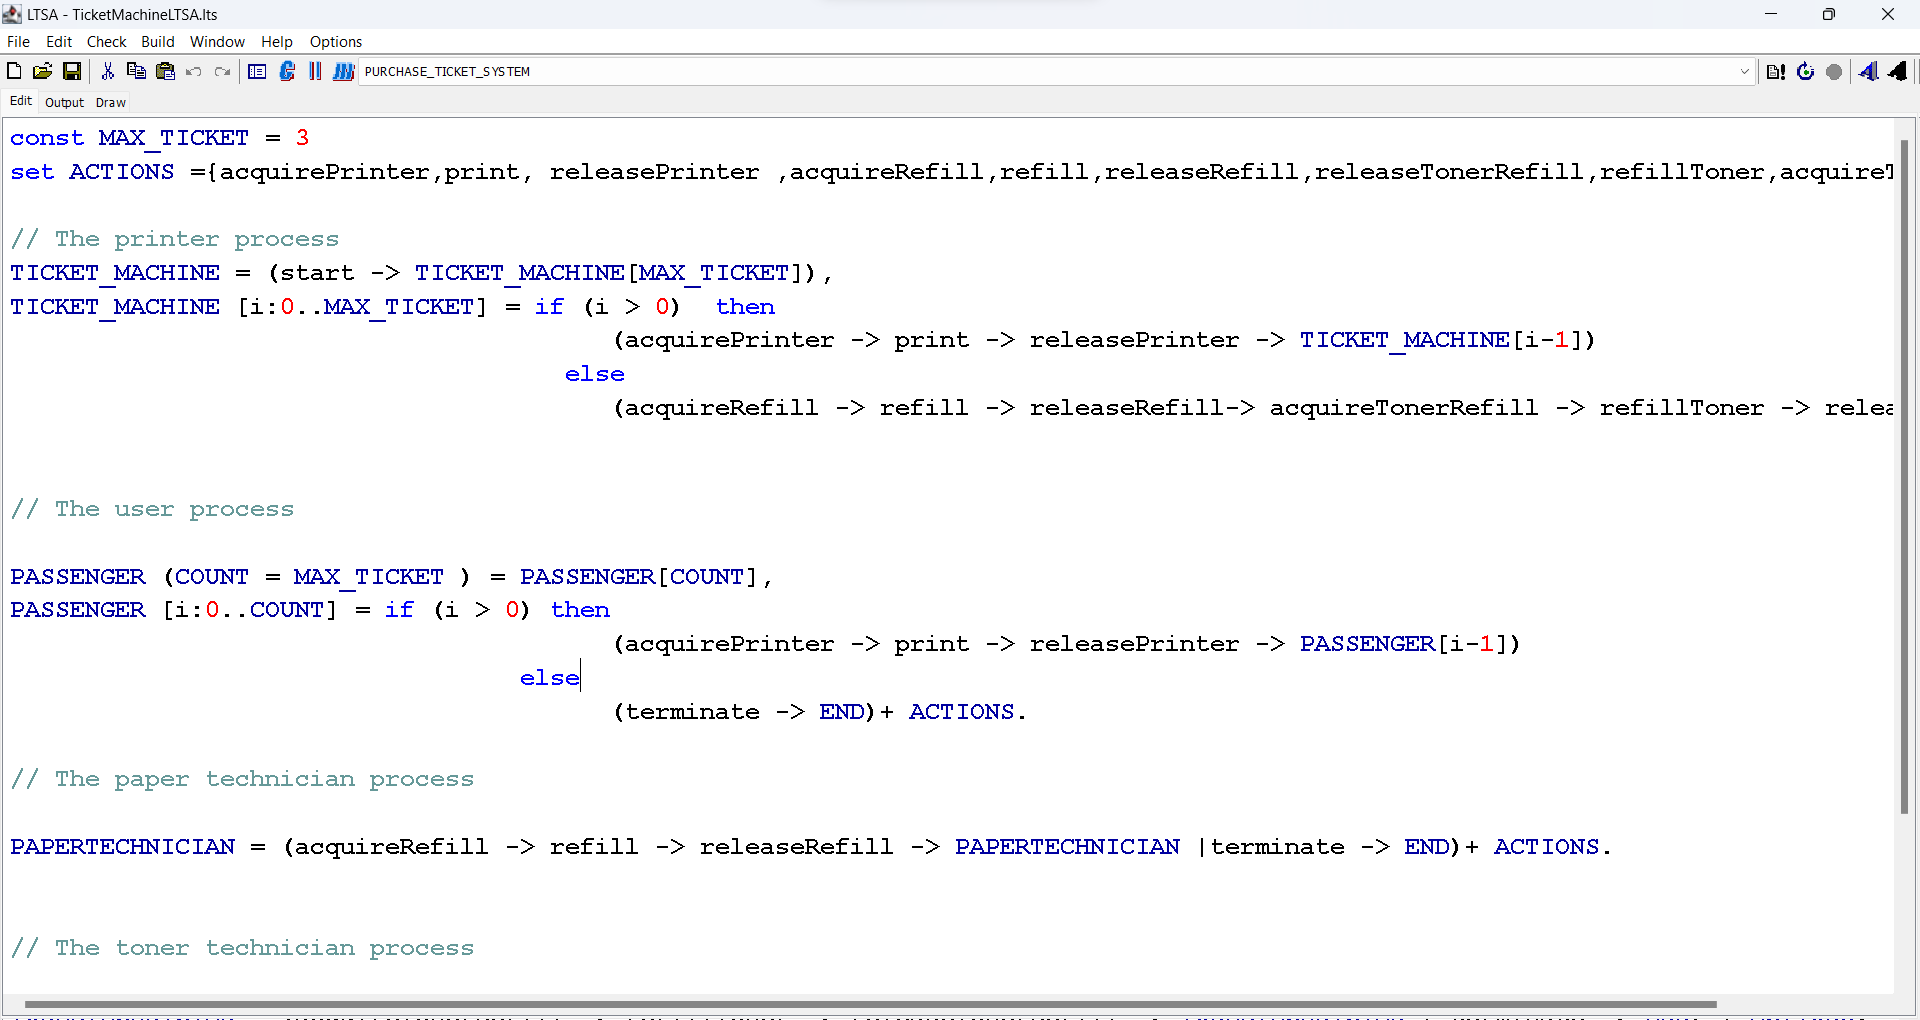 LTSA - TicketMachineLTSA.lts
File Edit Check Build Window Help Options
PURCHASE_TICKET_SYSTEM
Edit Output Draw
const MAX_TICKET = 3
set ACTIONS ={acquirePrinter,print, releasePrinter ,acquireRefill,refill,releaseRefill,releaseTonerRefill,refillToner,acquireT
// The printer process
TICKET_MACHINE = (start -> TICKET_MACHINE[MAX_TICKET]),
TICKET_MACHINE [i:0..MAX_TICKET] = if (i > 0) then
(acquirePrinter -> print -> releasePrinter -> TICKET_MACHINE[i-1])
else
(acquireRefill -> refill -> releaseRefill-> acquireTonerRefill -> refillToner -> relea
// The user process
PASSENGER (COUNT = MAX_TICKET ) = PASSENGER[COUNT],
PASSENGER [i:0..COUNT] = if (i > 0) then
(acquirePrinter -> print -> releasePrinter -> PASSENGER[i-1])
else
(terminate -> END)+ ACTIONS.
// The paper technician process
PAPERTECHNICIAN = (acquireRefill -> refill -> releaseRefill -> PAPERTECHNICIAN |terminate -> END)+ ACTIONS.
// The toner technician process